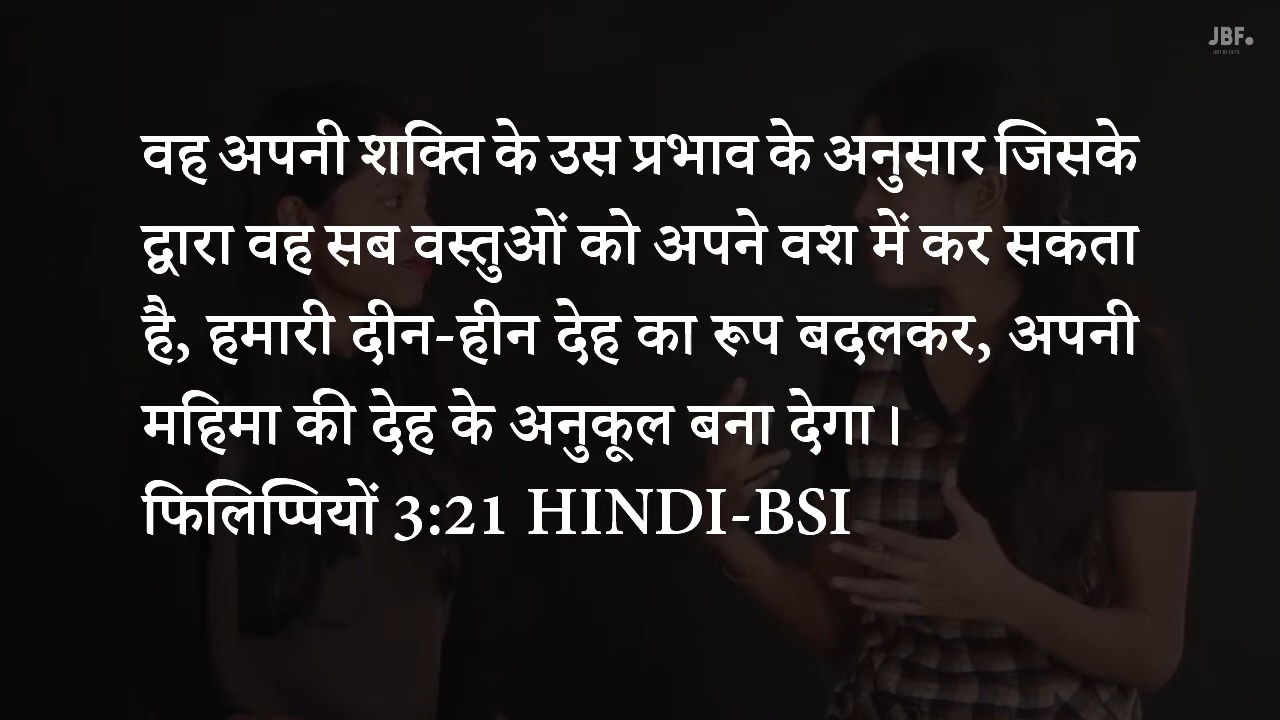 JBF.
वह अपनी शक्ति के उस प्रभाव के अनुसार जिसके
द्वारा वह सब वस्तुओं को अपने वश में कर सकता
है, हमारी दीन-हीन देह का रूप बदलकर, अपनी
महिमा की देह के अनुकूल बना देगा।
फिलिप्पियों 3:21 HINDI-BSI